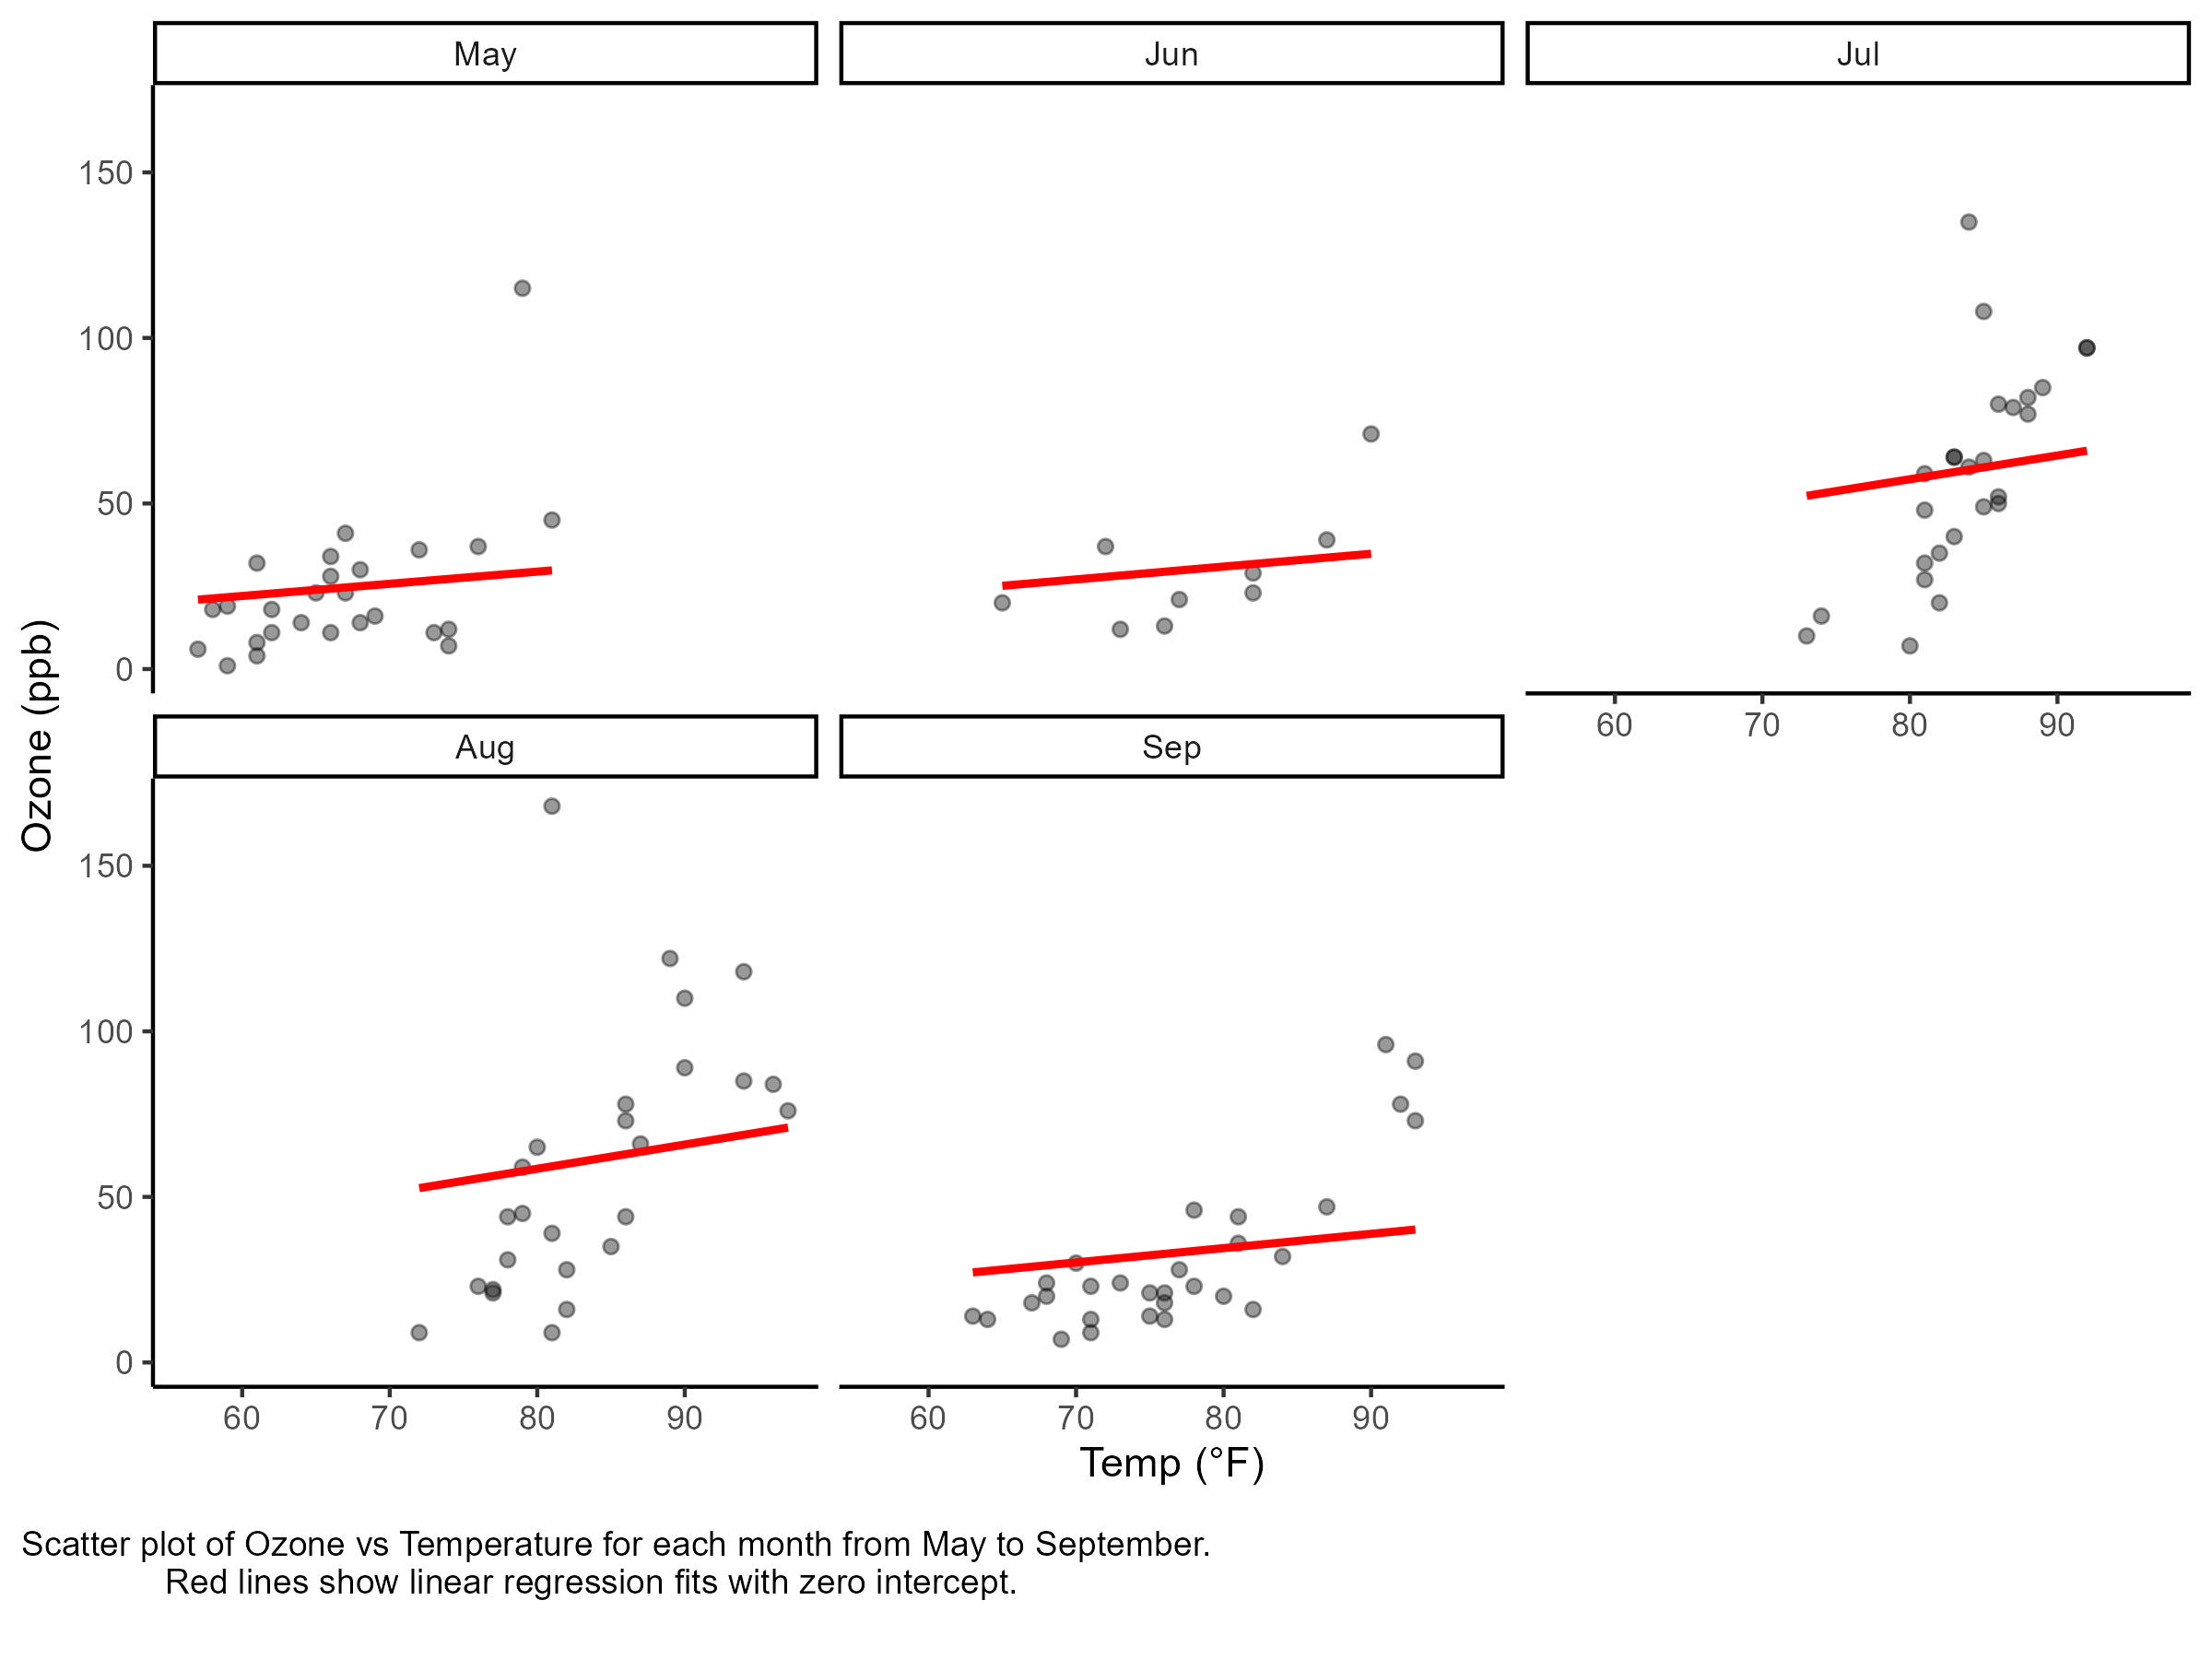 May
Jun
Jul
150
100
50
0
Ozone (ppb)
60 70 80 90
Aug
Sep
150
100
50
0
60 70 80 90
60 70 80 90
Temp (°F)
Scatter plot of Ozone vs Temperature for each month from May to September.
Red lines show linear regression fits with zero intercept.